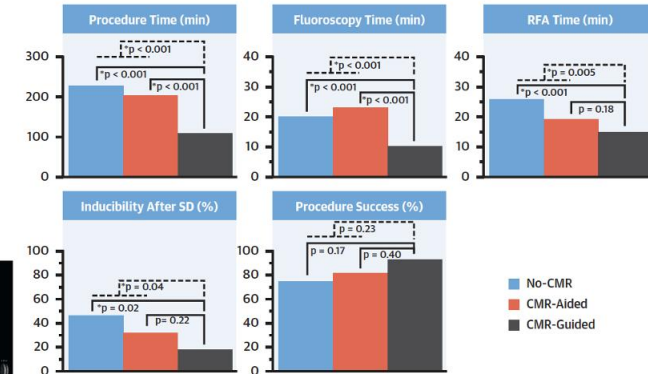 Procedure Time (min)
300
200
100
0
*p < 0.001
*p < 0.001
*p < 0.001
Fluoroscopy Time (min)
40
30
20
10
0
*p < 0.001
*p < 0.001
*p < 0.001
RFA Time (min)
40
30
20
10
0
*p = 0.005
*p < 0.001
p = 0.18
Inducibility After SD (%)
100
80
60
40
20
0
*p = 0.04
*p = 0.02
p= 0.22
Procedure Success (%)
100
80
60
40
20
0
p = 0.23
p = 0.17
p = 0.40
No-CMR
CMR-Aided
CMR-Guided